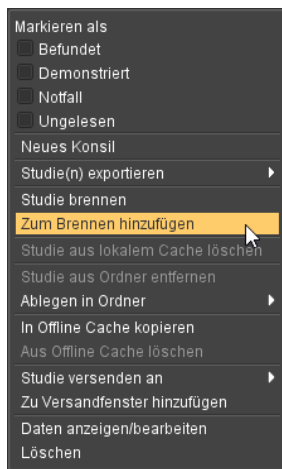 Markieren als
Befundet
Demonstriert
Notfall
Ungelesen
Neues Konsil
Studie(n) exportieren
Studie brennen
Zum Brennen hinzufügen
Studie aus lokalem Cache löschen
Studie aus Ordner entfernen
Ablegen in Ordner
In Offline Cache kopieren
Aus Offline Cache löschen
Studie versenden an
Zu Versandfenster hinzufügen
Daten anzeigen/bearbeiten
Löschen